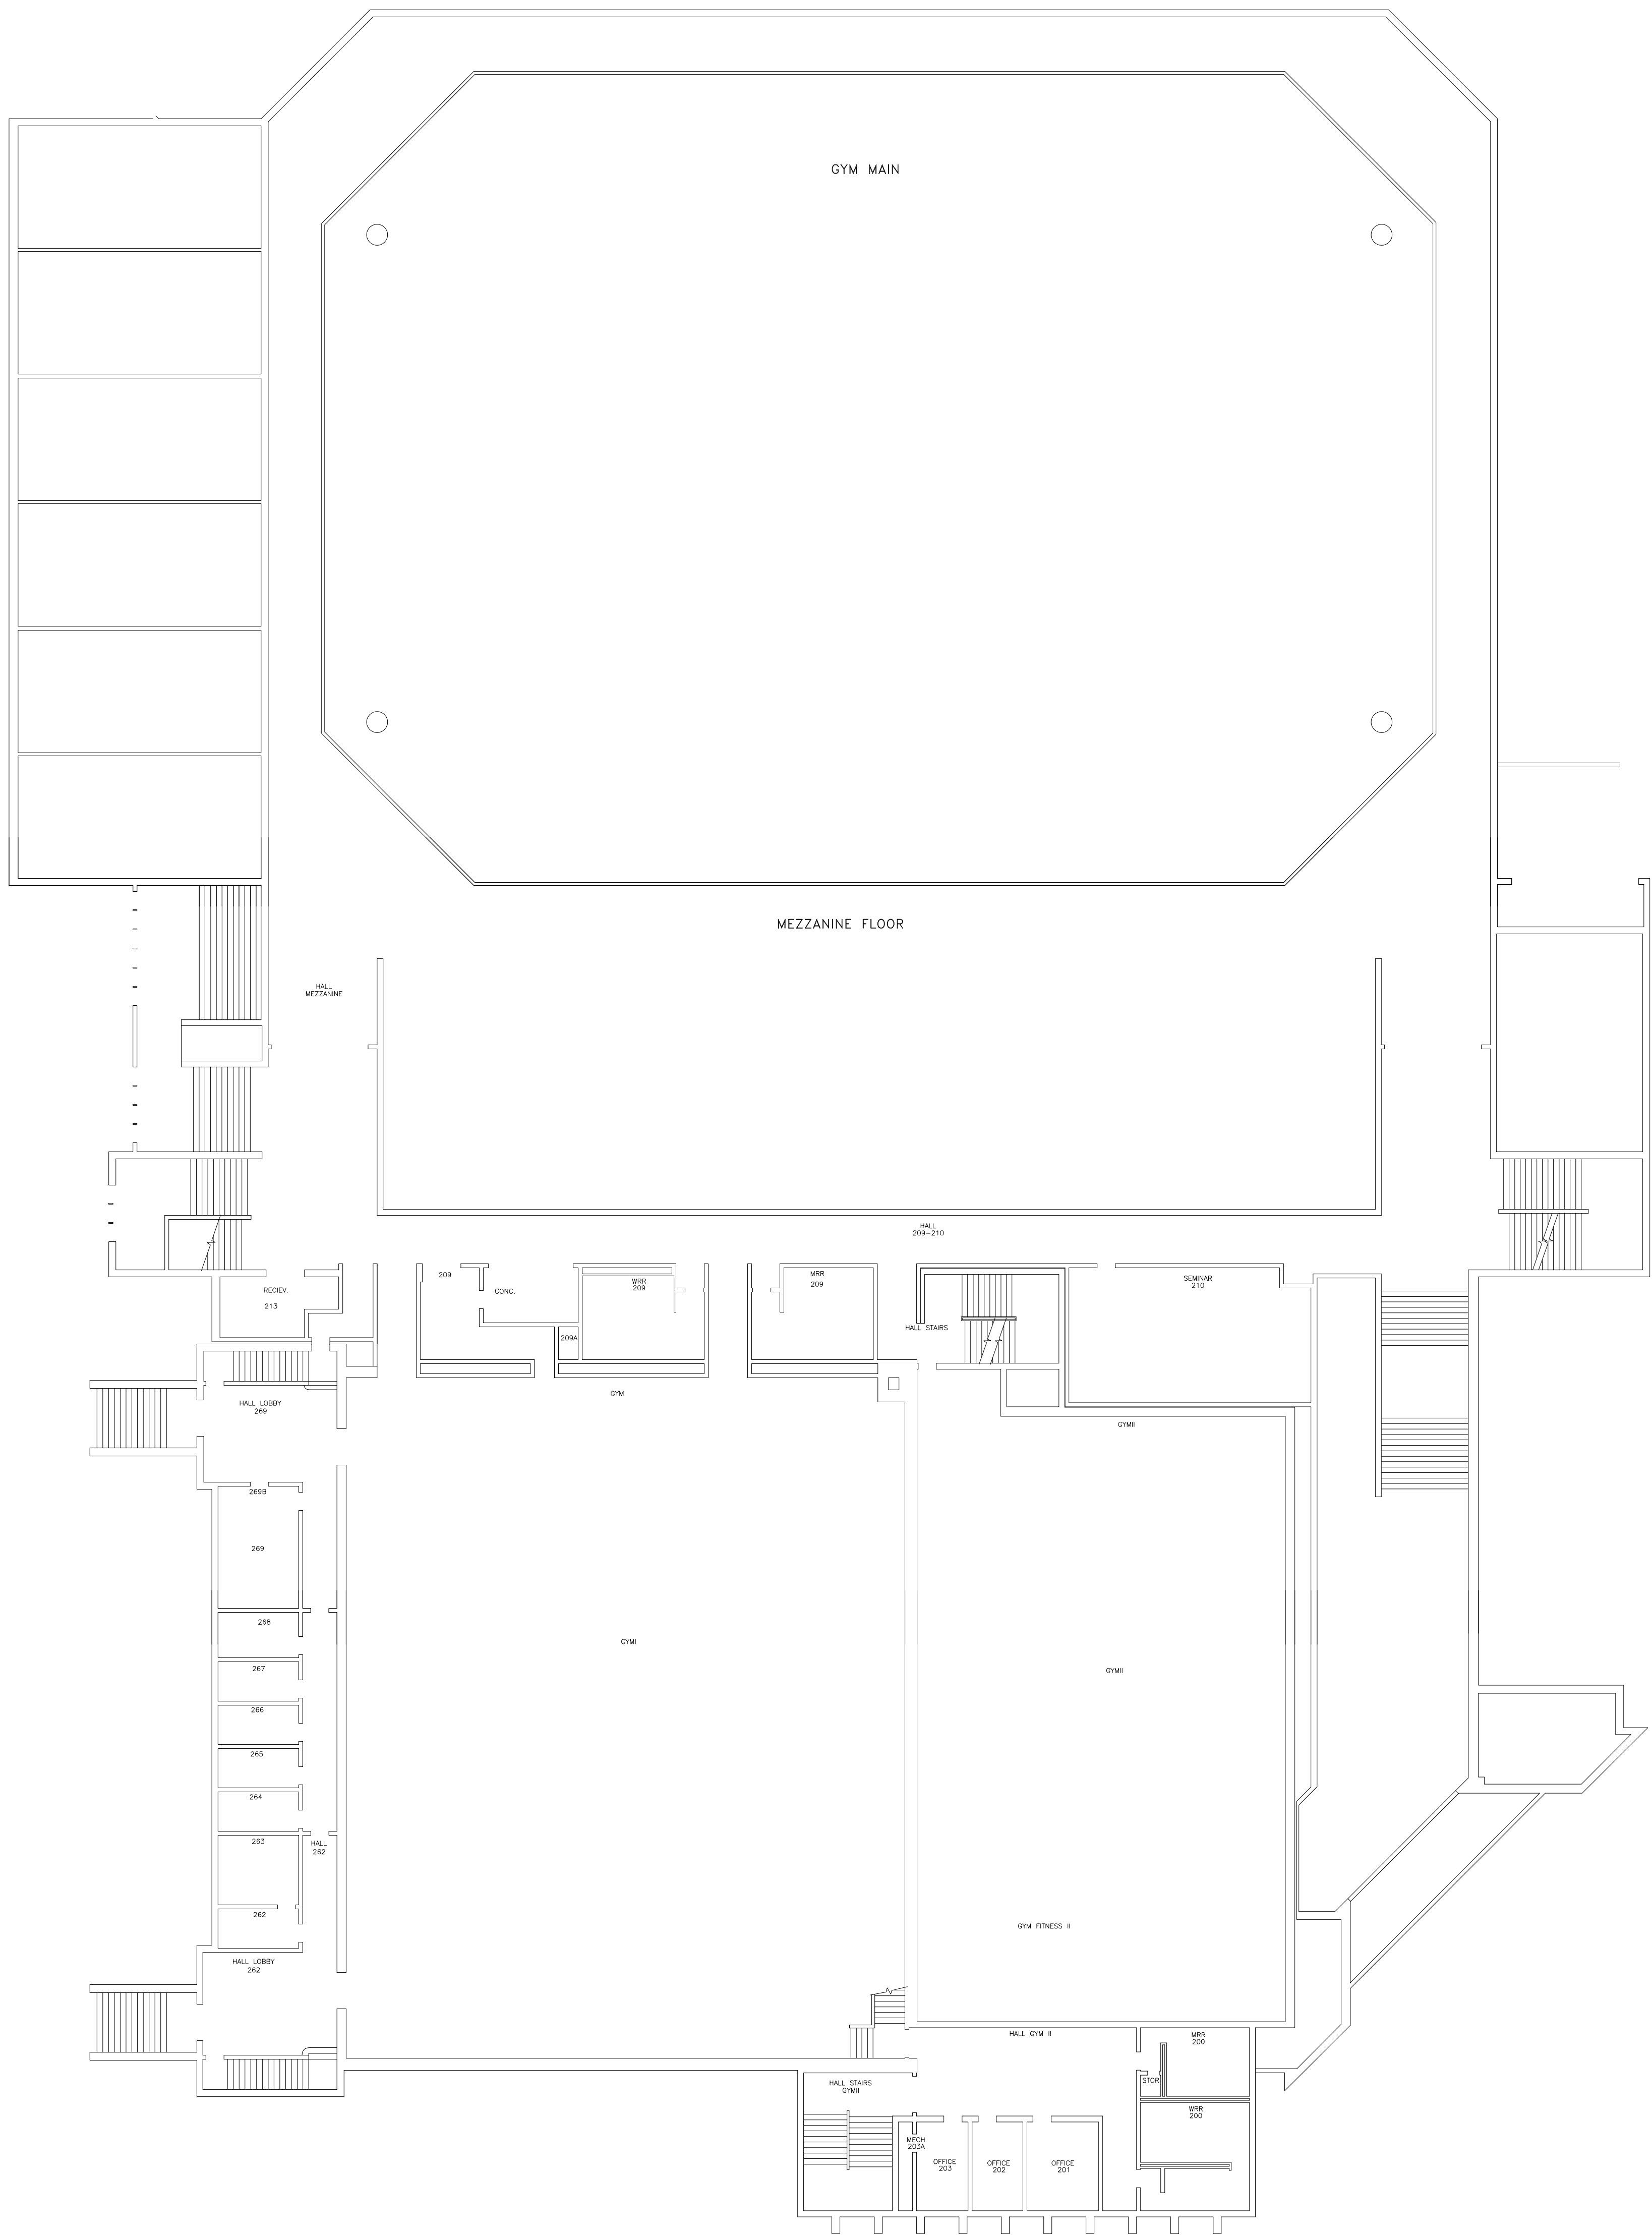 GYM MAIN
MEZZANINE FLOOR
HALL
MEZZANINE
HALL
209-210
209
CONC.
WRR
209
MRR
209
SEMINAR
210
RECIEV.
213
HALL STAIRS
209A
GYM
HALL LOBBY
269
GYMII
269B
269
268
GYMI
267
GYMII
266
265
264
263
HALL
262
262
GYM FITNESS II
HALL LOBBY
262
HALL GYM II
MRR
200
STOR
HALL STAIRS
GYMII
WRR
200
MECH
203A
OFFICE
203
OFFICE
202
OFFICE
201